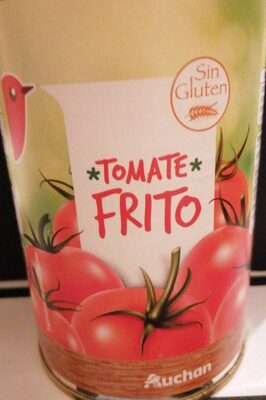 Sin
Gluten
*TOMATE*
FRITO
Auchan